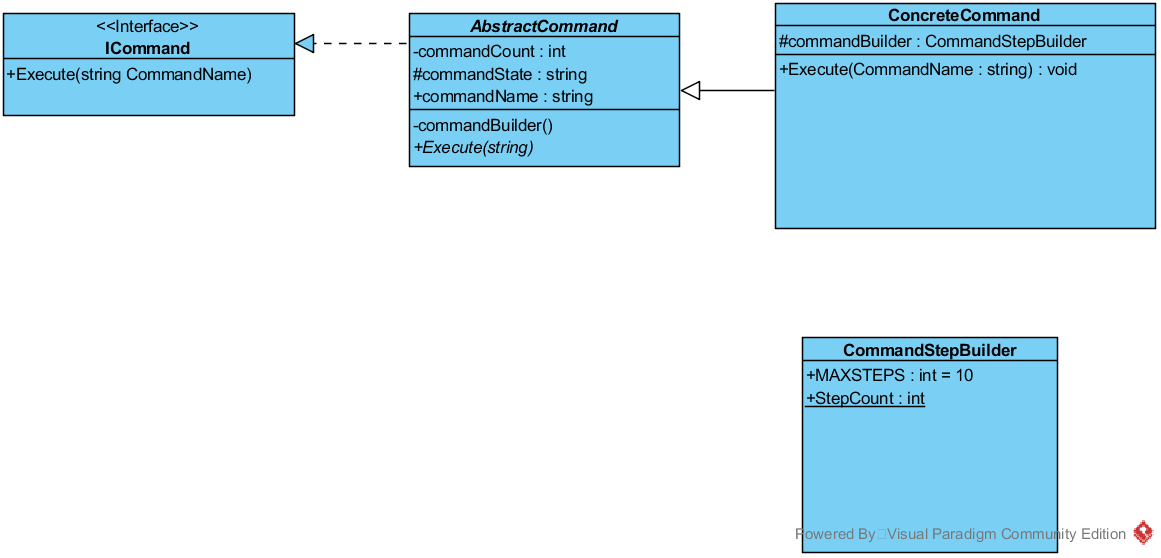 <<Interface>>
ICommand
+Execute(string CommandName)
AbstractCommand
-commandCount : int
#commandState : string
+commandName : string
-commandBuilder()
+Execute(string)
ConcreteCommand
#commandBuilder : CommandStepBuilder
+Execute(CommandName : string) : void
CommandStepBuilder
+MAXSTEPS : int = 10
+StepCount : int
Powered By Visual Paradigm Community Edition